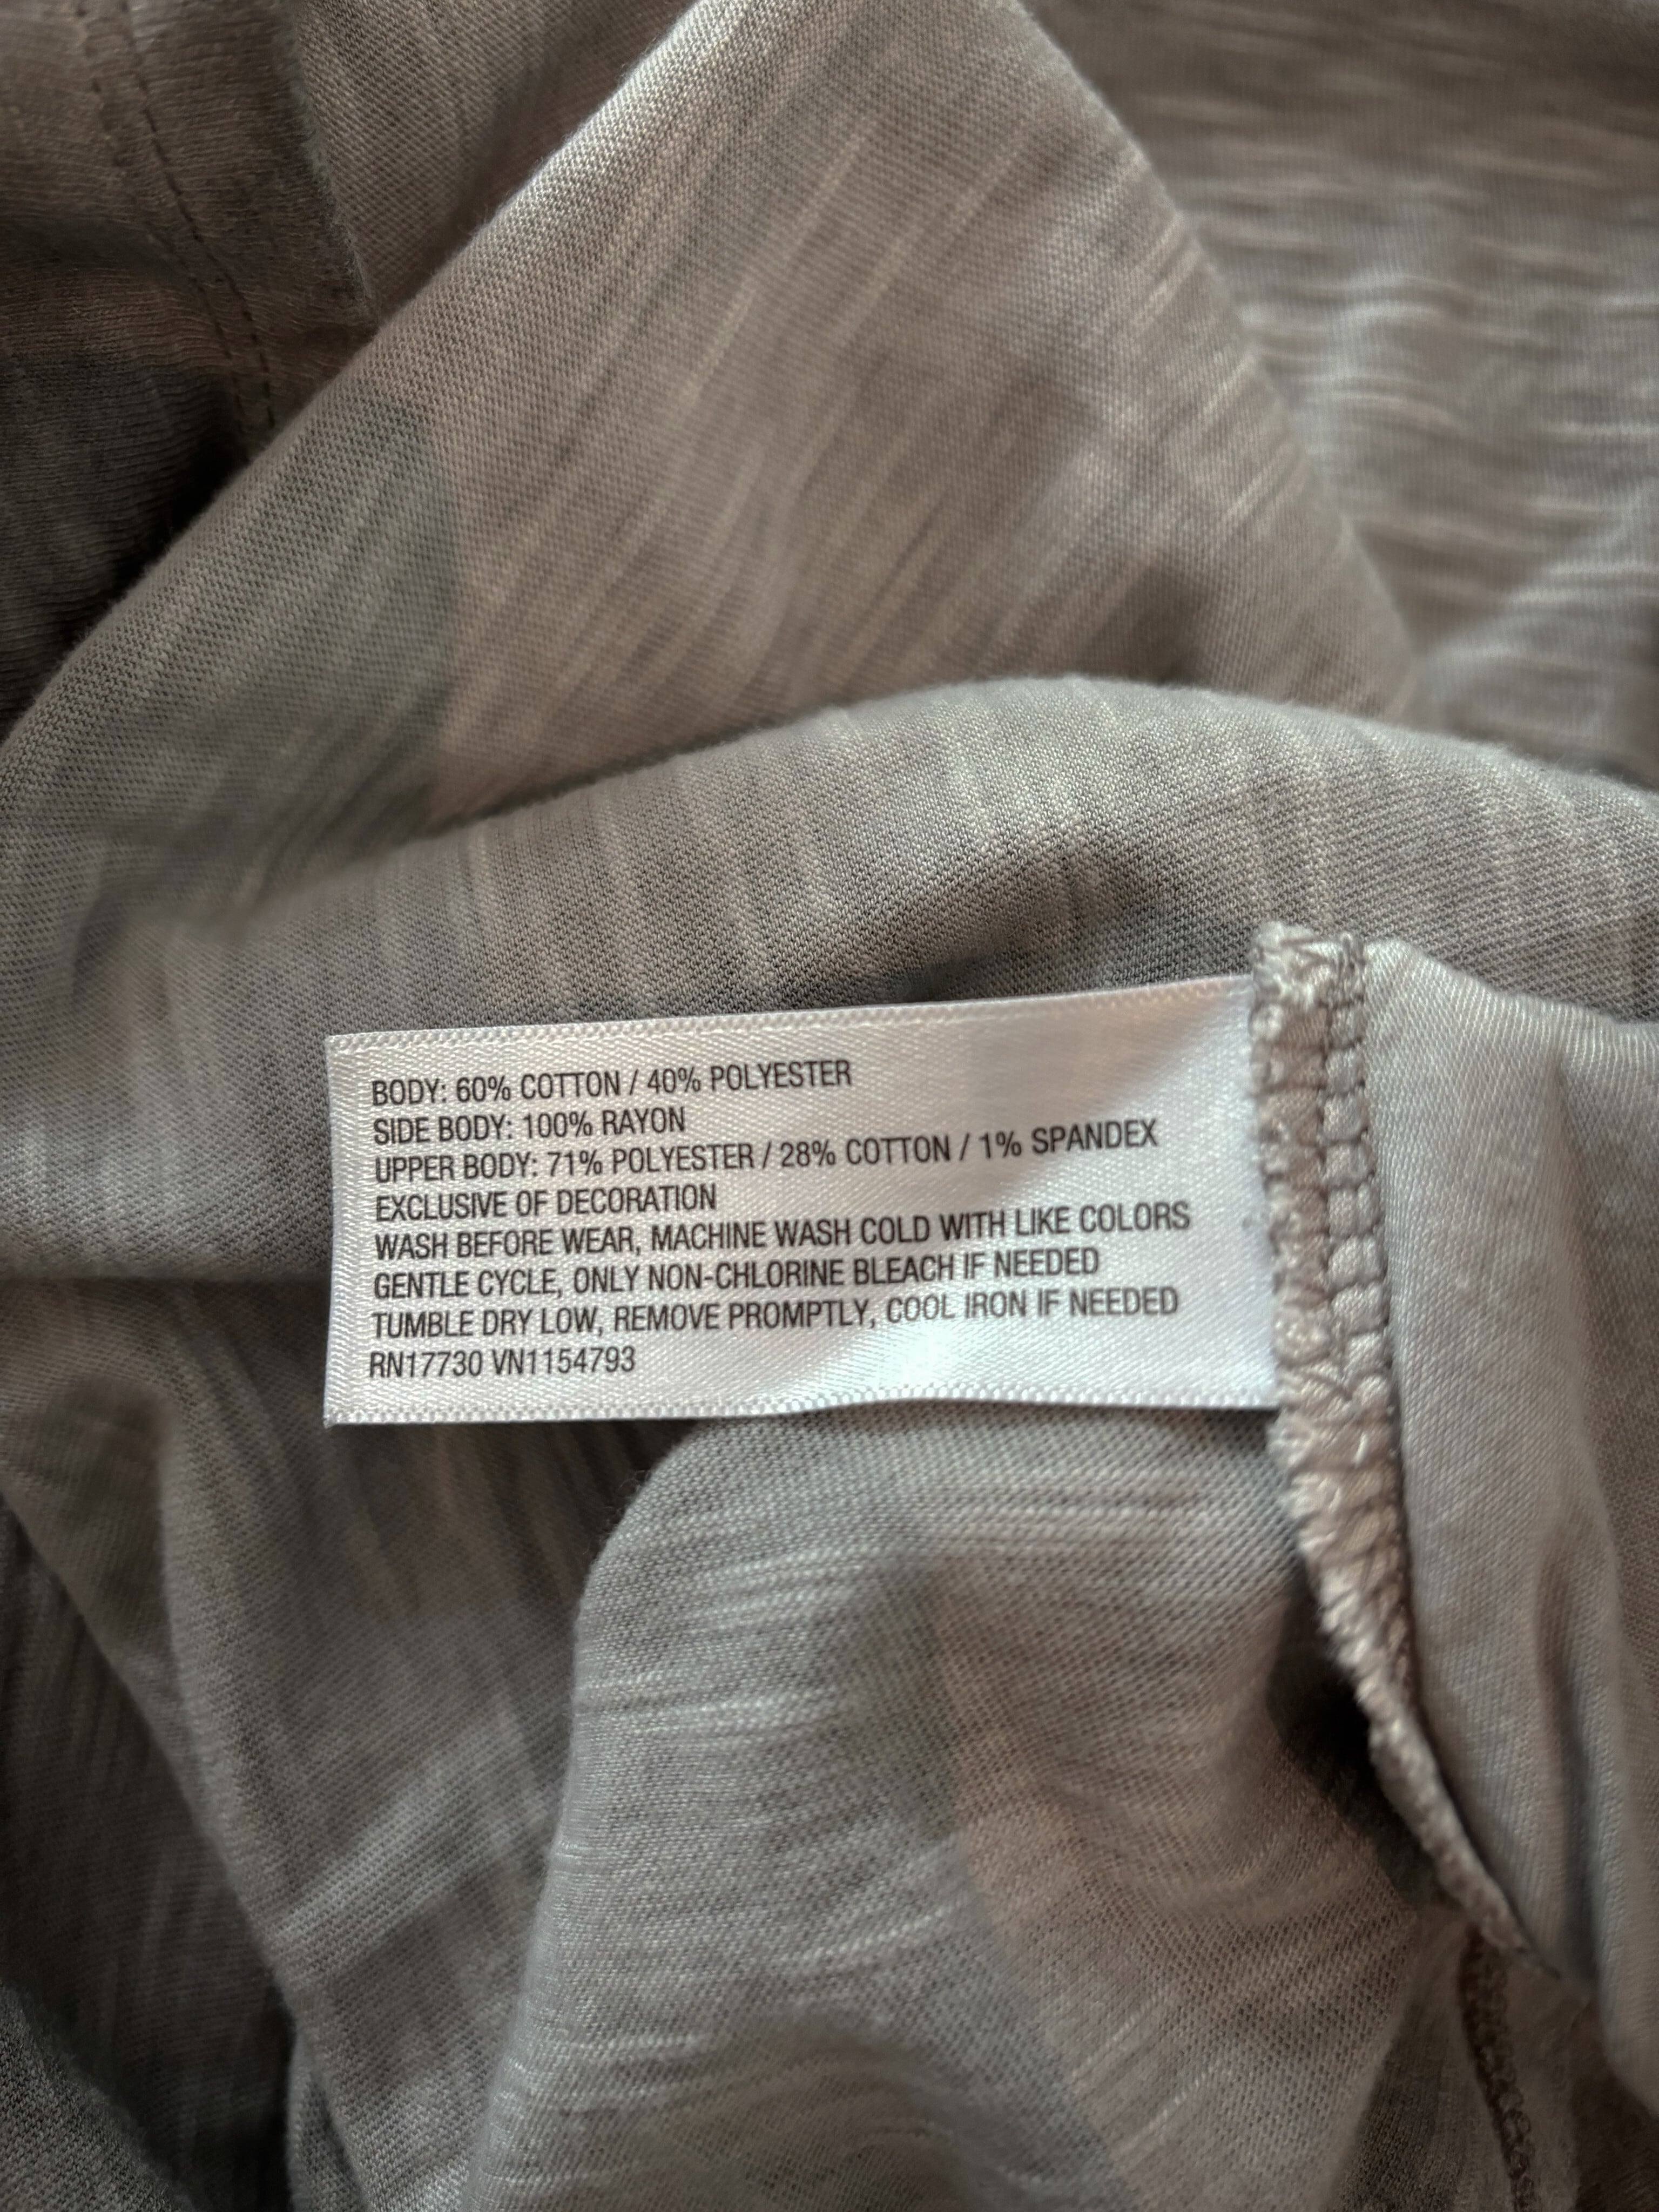 BODY: 60% COTTON / 40% POLYESTER
SIDE BODY: 100% RAYON
UPPER BODY: 71% POLYESTER / 28% COTTON / 1% SPANDEX
EXCLUSIVE OF DECORATION
WASH BEFORE WEAR, MACHINE WASH COLD WITH LIKE COLORS
GENTLE CYCLE, ONLY NON-CHLORINE BLEACH IF NEEDED
TUMBLE DRY LOW, REMOVE PROMPTLY, COOL IRON IF NEEDED
RN17730 VN1154793